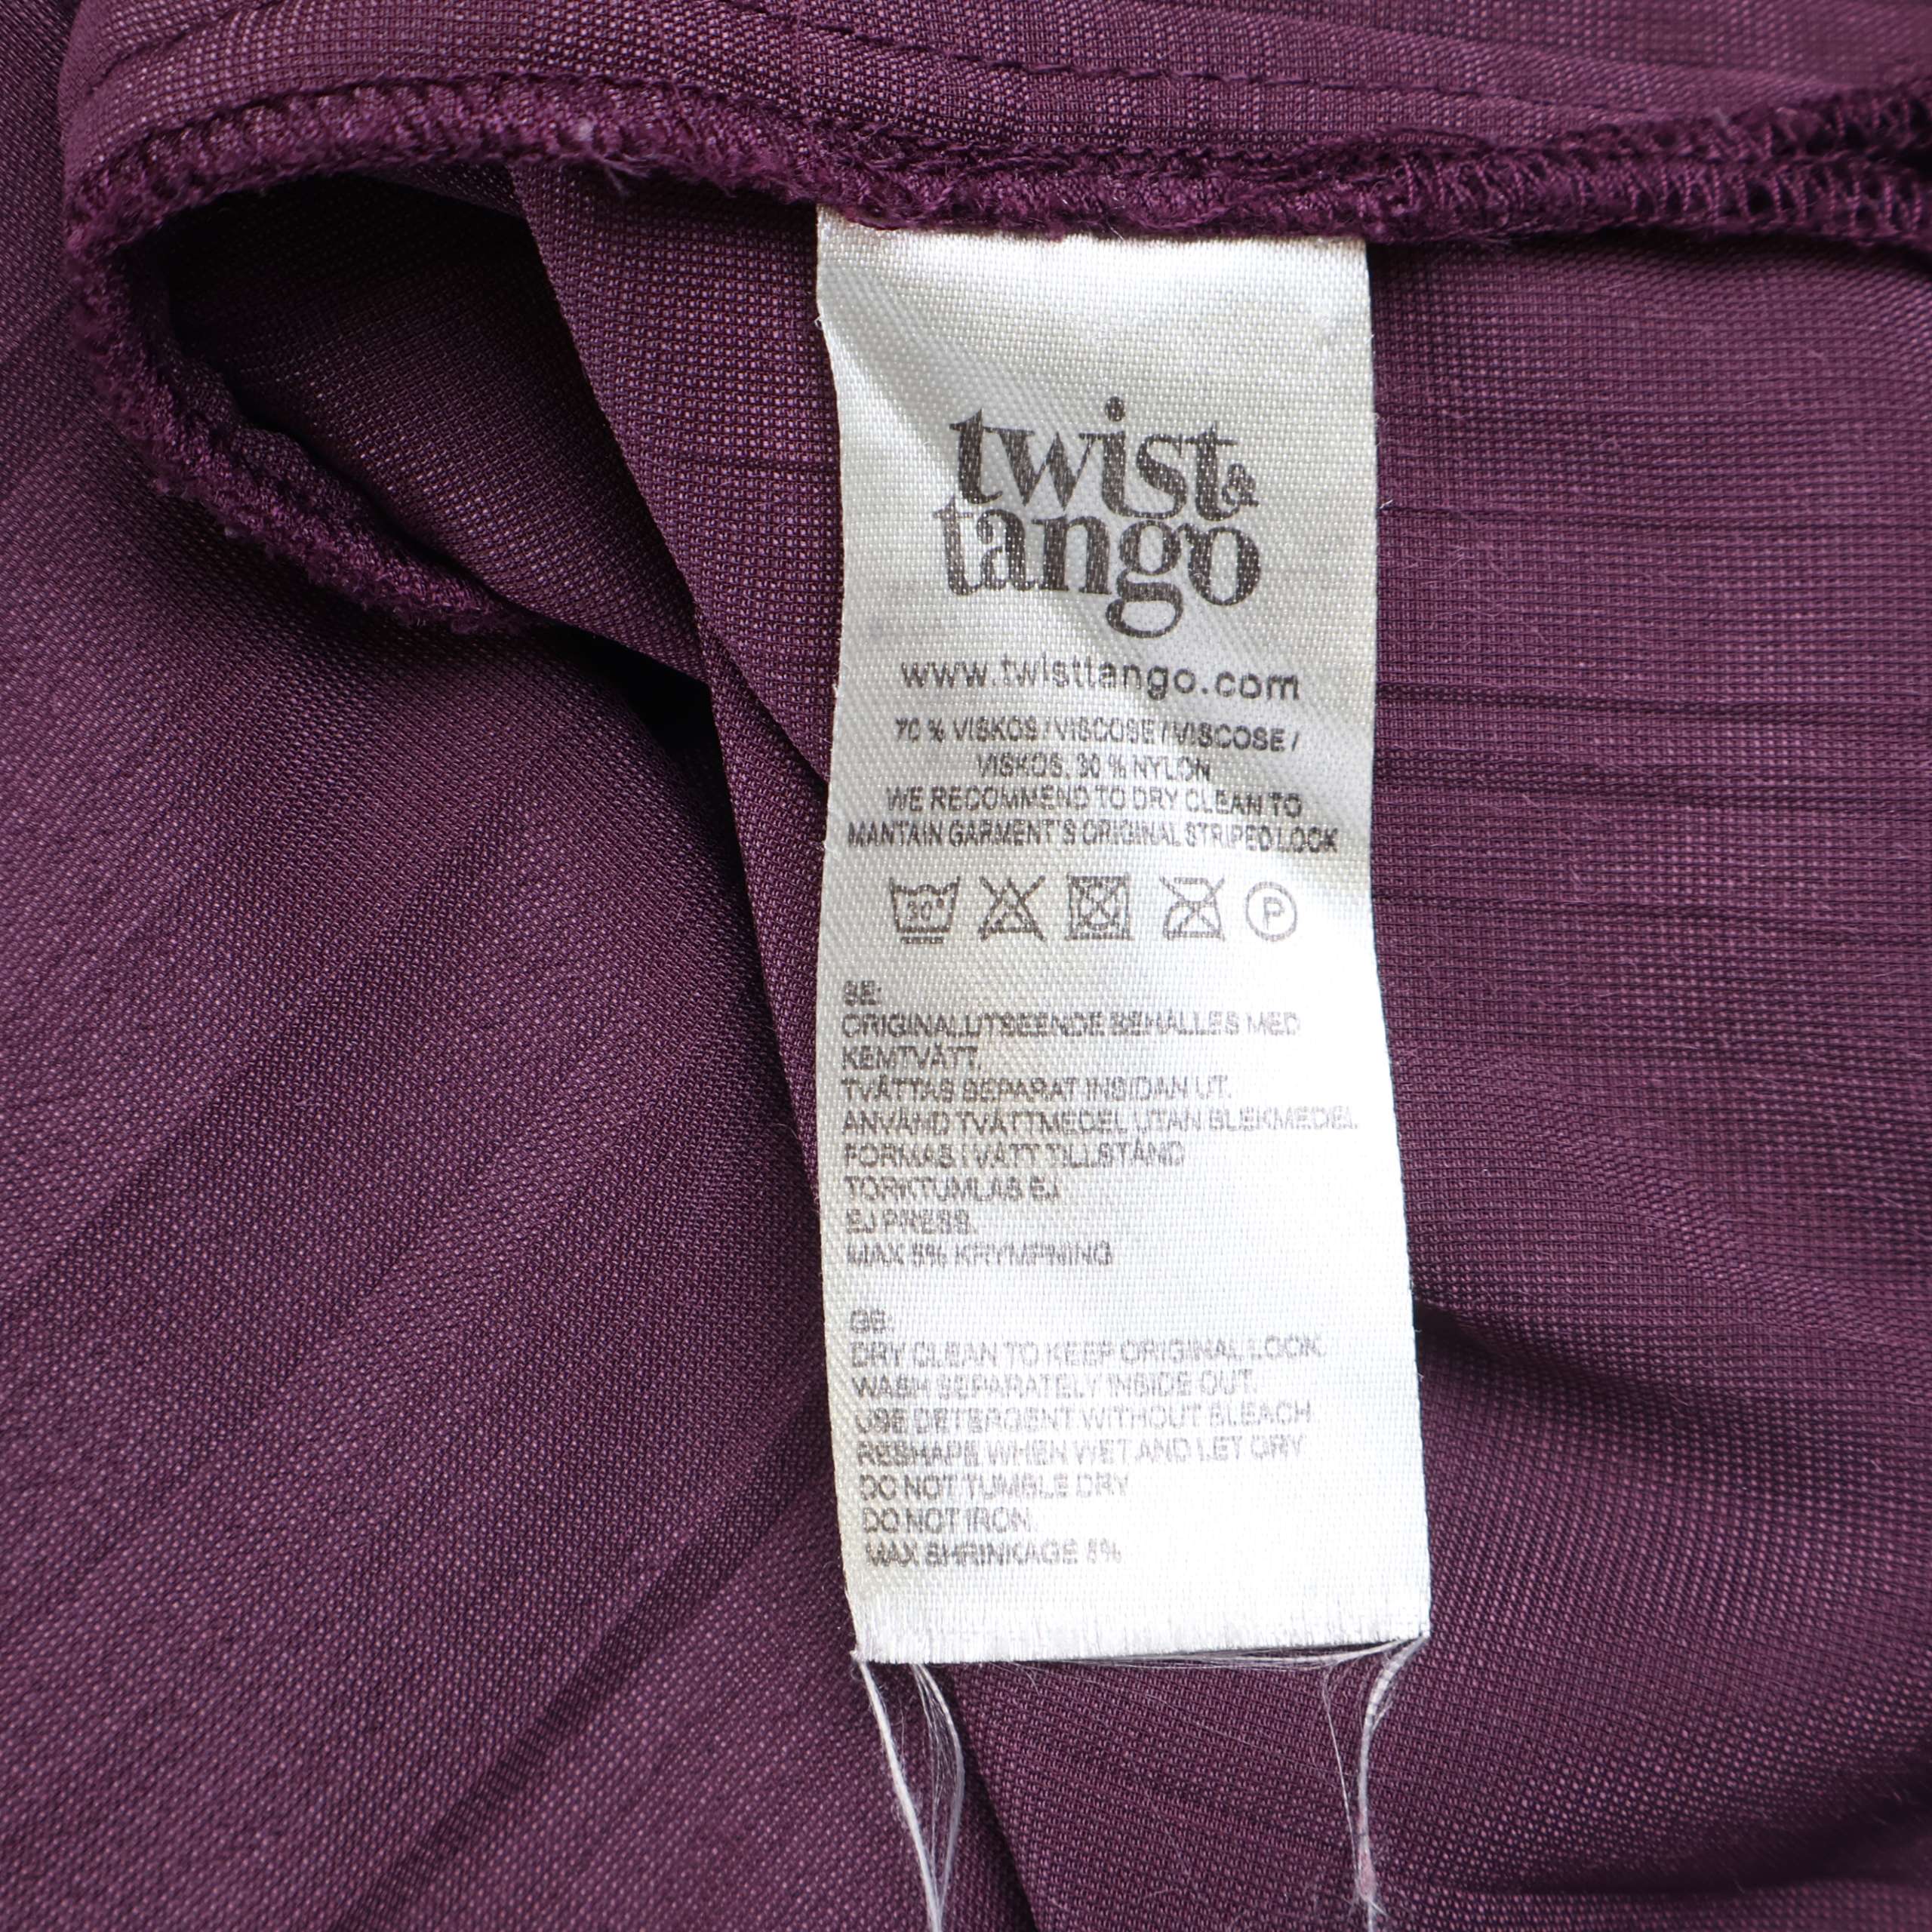 twist &
tango
www.twisttango.com
70 % VISKOS / VISCOSE / VISCOSE /
VISKOS, 30 % NYLON
WE RECOMMEND TO DRY CLEAN TO
MANTAIN GARMENT'S ORIGINAL STRIPED LOOK
30° P
SE:
ORIGINALUTSEENDE BEHÅLLES MED
KEMTVÄTT.
TVÄTTAS SEPARAT INSIDAN UT.
ANVÄND TVÄTTMEDEL UTAN BLEKMEDEL
FORMAS I VÅTT TILLSTÅND
TORKTUMLAS EJ
EJ PRESS.
MAX 5% KRYMPNING
GB:
DRY CLEAN TO KEEP ORIGINAL LOOK.
WASH SEPARATELY INSIDE OUT.
USE DETERGENT WITHOUT BLEACH
RESHAPE WHEN WET AND LET DRY
DO NOT TUMBLE DRY
DO NOT IRON.
MAX SHRINKAGE 5%